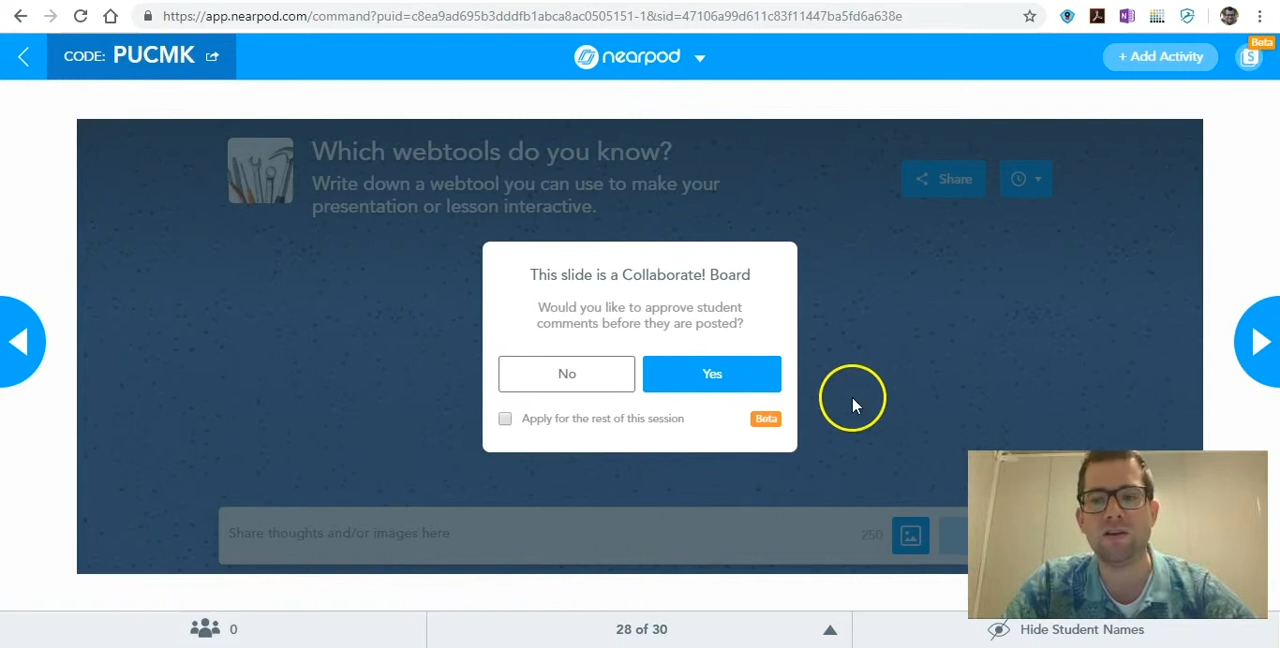 https://app.nearpod.com/command?puid=c8ea9ad695b3dddfb1abca8ac0505151-1&sid=47106a99d611c83f11447ba5fd6a638e
CODE: PUCMK
nearpod
+ Add Activity
Beta
S
Which webtools do you know?
Write down a webtool you can use to make your
presentation or lesson interactive.
Share
This slide is a Collaborate! Board
Would you like to approve student
comments before they are posted?
No
Yes
Apply for the rest of this session
Beta
Share thoughts and/or images here
250
0
28 of 30
Hide Student Names